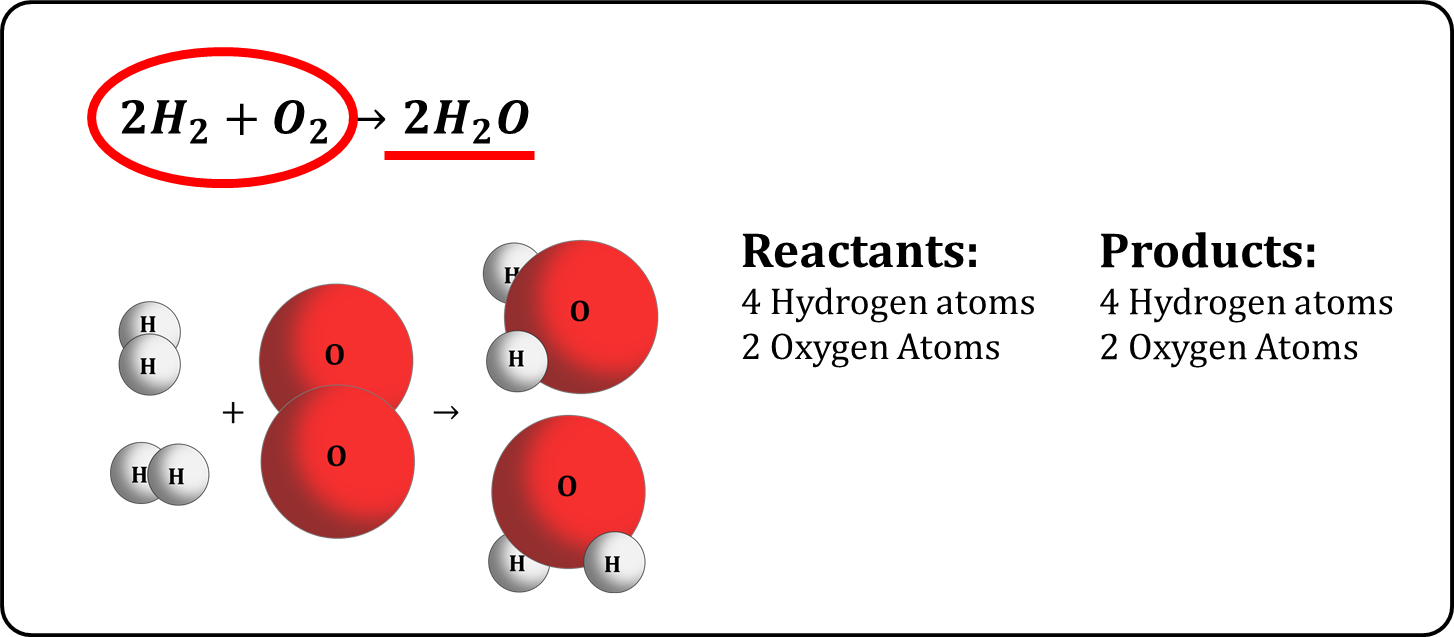 2H₂ + O₂ → 2H₂O
Reactants:
4 Hydrogen atoms
2 Oxygen Atoms
Products:
4 Hydrogen atoms
2 Oxygen Atoms
H
H
H H
+
O
O
→
H
O
H
O
H
H